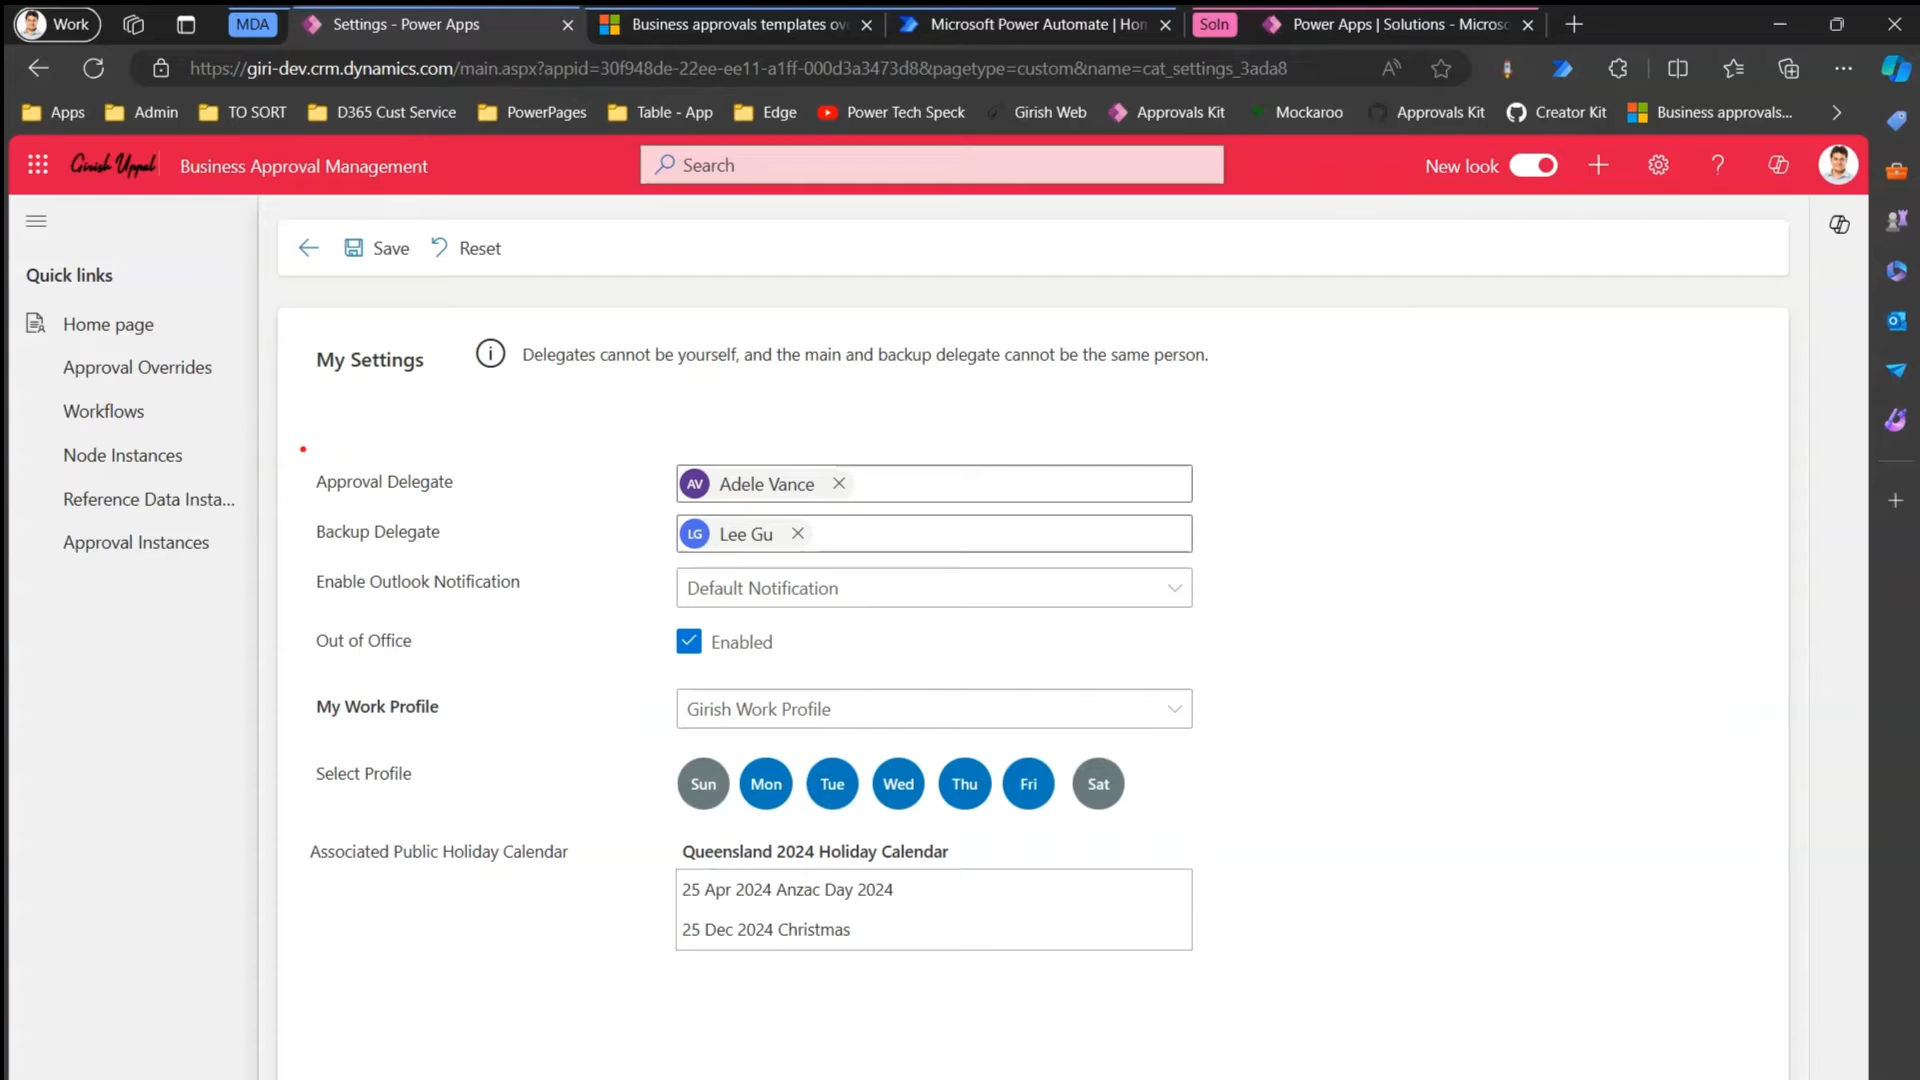 Work
MDA
Settings - Power Apps
Business approvals templates ov
Microsoft Power Automate | Hon
Soln
Power Apps | Solutions - Microso
https://giri-dev.crm.dynamics.com/main.aspx?appid=30f948de-22ee-ee11-a1ff-000d3a3473d8&pagetype=custom&name=cat_settings_3ada8
Apps
Admin
TO SORT
D365 Cust Service
PowerPages
Table - App
Edge
Power Tech Speck
Girish Web
Approvals Kit
Mockaroo
Approvals Kit
Creator Kit
Business approvals...
Girish Uppal
Business Approval Management
Search
New look
Save
Reset
Quick links
Home page
Approval Overrides
Workflows
Node Instances
Reference Data Insta...
Approval Instances
My Settings
Delegates cannot be yourself, and the main and backup delegate cannot be the same person.
Approval Delegate
AV Adele Vance
Backup Delegate
LG Lee Gu
Enable Outlook Notification
Default Notification
Out of Office
Enabled
My Work Profile
Girish Work Profile
Select Profile
Sun Mon Tue Wed Thu Fri Sat
Associated Public Holiday Calendar
Queensland 2024 Holiday Calendar
25 Apr 2024 Anzac Day 2024
25 Dec 2024 Christmas